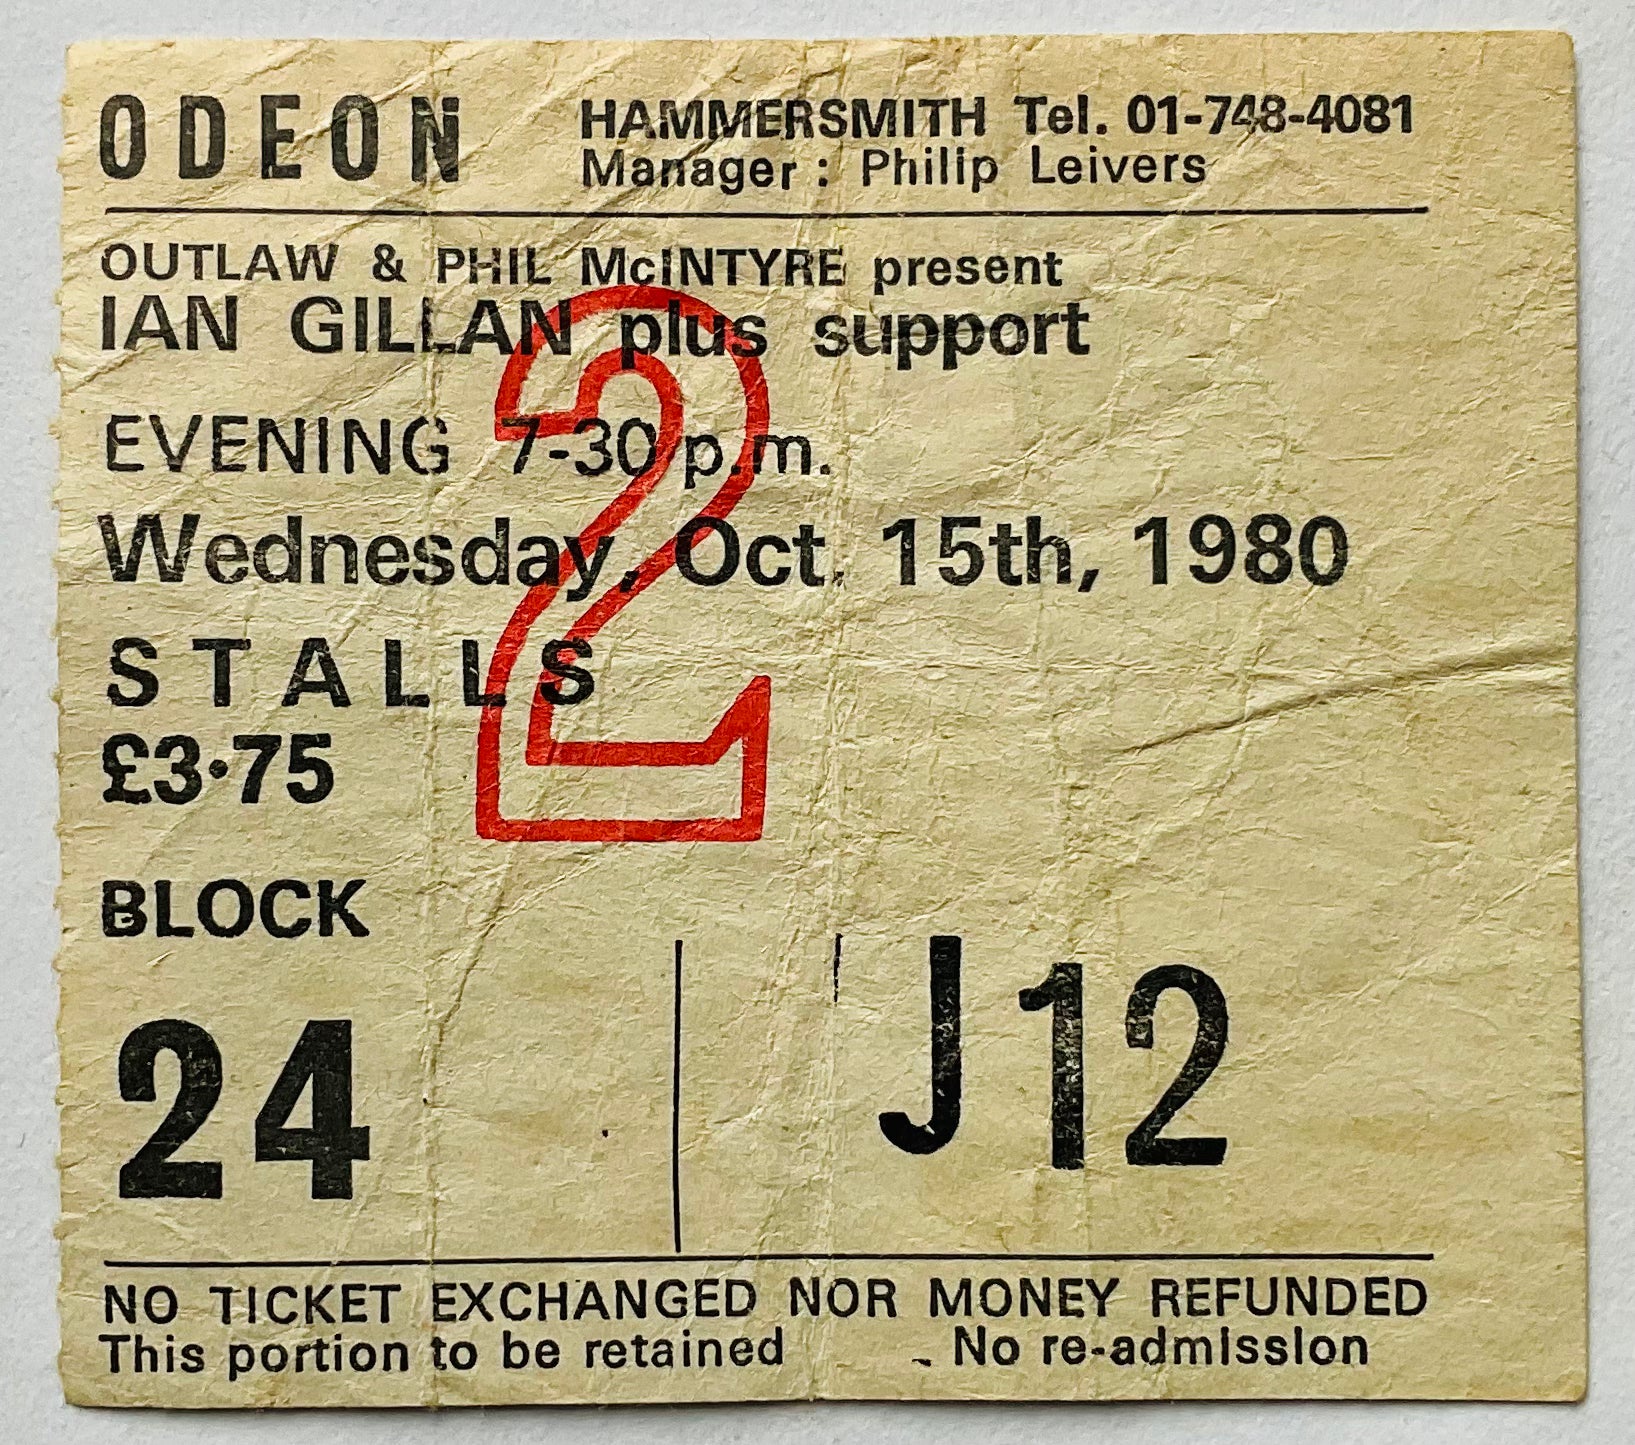 ODEON HAMMERSMITH Tel. 01-748-4081
Manager : Philip Leivers
OUTLAW & PHIL McINTYRE present
IAN GILLAN plus support
EVENING 7-30 p.m.
Wednesday, Oct. 15th, 1980
STALLS
£3·75
2
BLOCK
24 J12
NO TICKET EXCHANGED NOR MONEY REFUNDED
This portion to be retained No re-admission